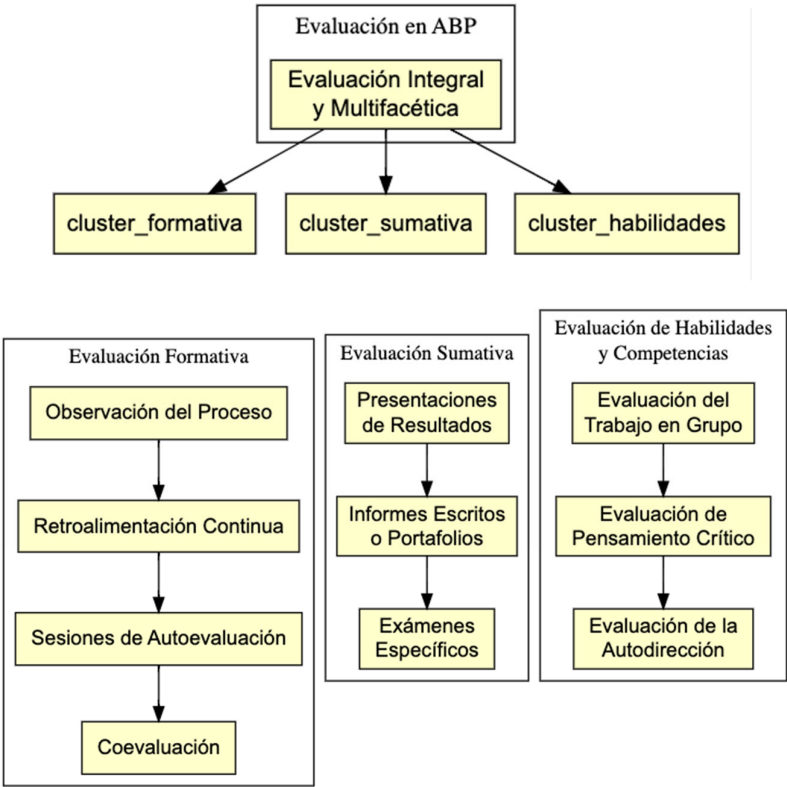 Evaluación en ABP
Evaluación Integral
y Multifacética
cluster_formativa
cluster_sumativa
cluster_habilidades
Evaluación Formativa
Observación del Proceso
Retroalimentación Continua
Sesiones de Autoevaluación
Coevaluación
Evaluación Sumativa
Presentaciones
de Resultados
Informes Escritos
o Portafolios
Exámenes
Específicos
Evaluación de Habilidades
y Competencias
Evaluación del
Trabajo en Grupo
Evaluación de
Pensamiento Crítico
Evaluación de la
Autodirección